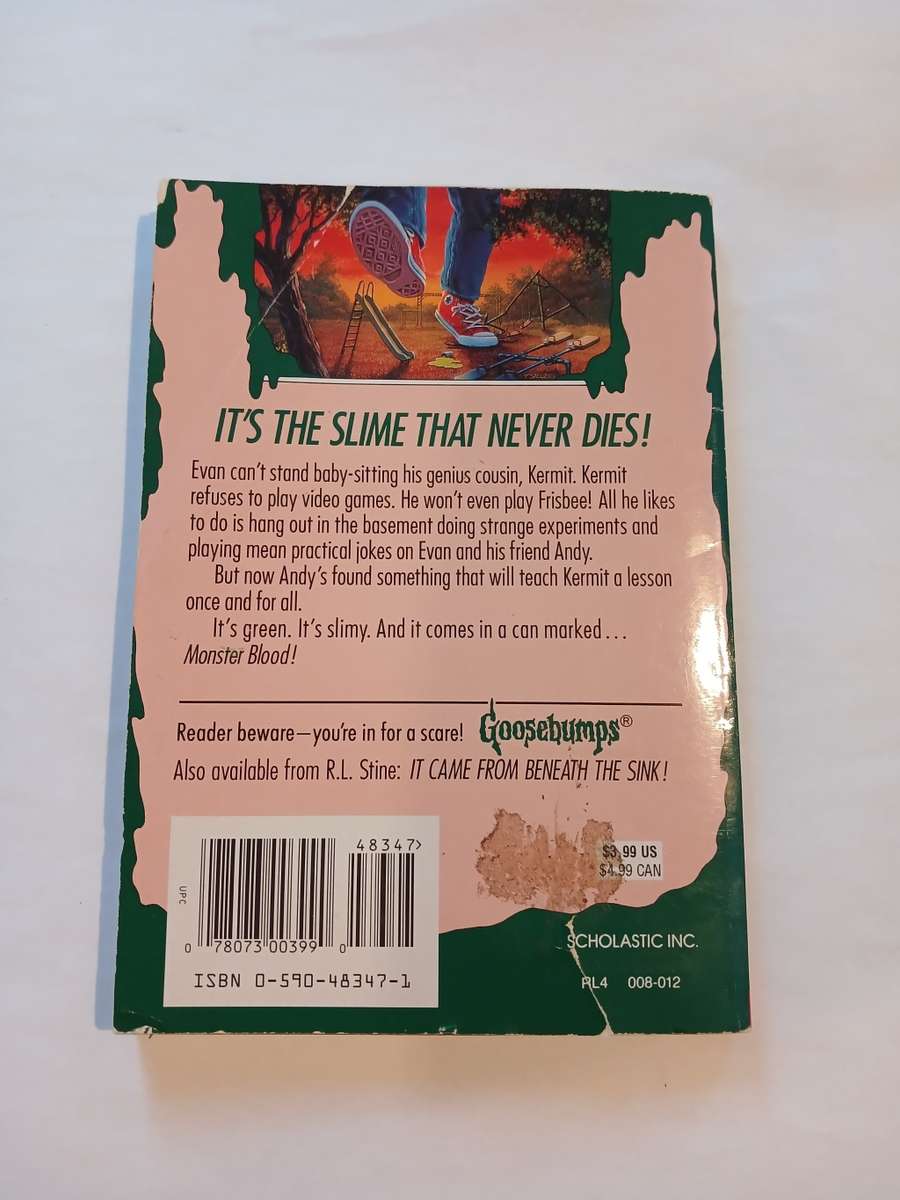 IT'S THE SLIME THAT NEVER DIES!
Evan can't stand baby-sitting his genius cousin, Kermit. Kermit
refuses to play video games. He won't even play Frisbee! All he likes
to do is hang out in the basement doing strange experiments and
playing mean practical jokes on Evan and his friend Andy.
But now Andy's found something that will teach Kermit a lesson
once and for all.
It's green. It's slimy. And it comes in a can marked...
Monster Blood!
Reader beware—you're in for a scare! Goosebumps®
Also available from R.L. Stine: IT CAME FROM BENEATH THE SINK!
48347>
UPC
0 78073 00399 0
ISBN 0-590-48347-1
$3.99 US
$4.99 CAN
SCHOLASTIC INC.
RL4 008-012